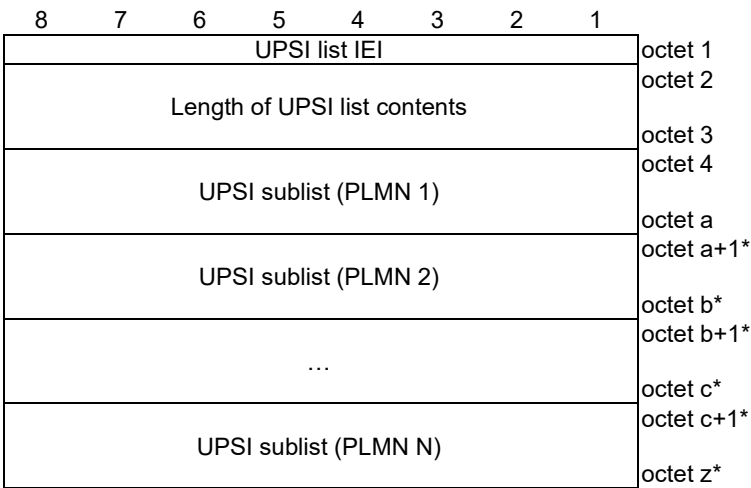 8 7 6 5 4 3 2 1
UPSI list IEI octet 1
octet 2
Length of UPSI list contents
octet 3
octet 4
UPSI sublist (PLMN 1)
octet a
octet a+1*
UPSI sublist (PLMN 2)
octet b*
octet b+1*
…
octet c*
octet c+1*
UPSI sublist (PLMN N)
octet z*